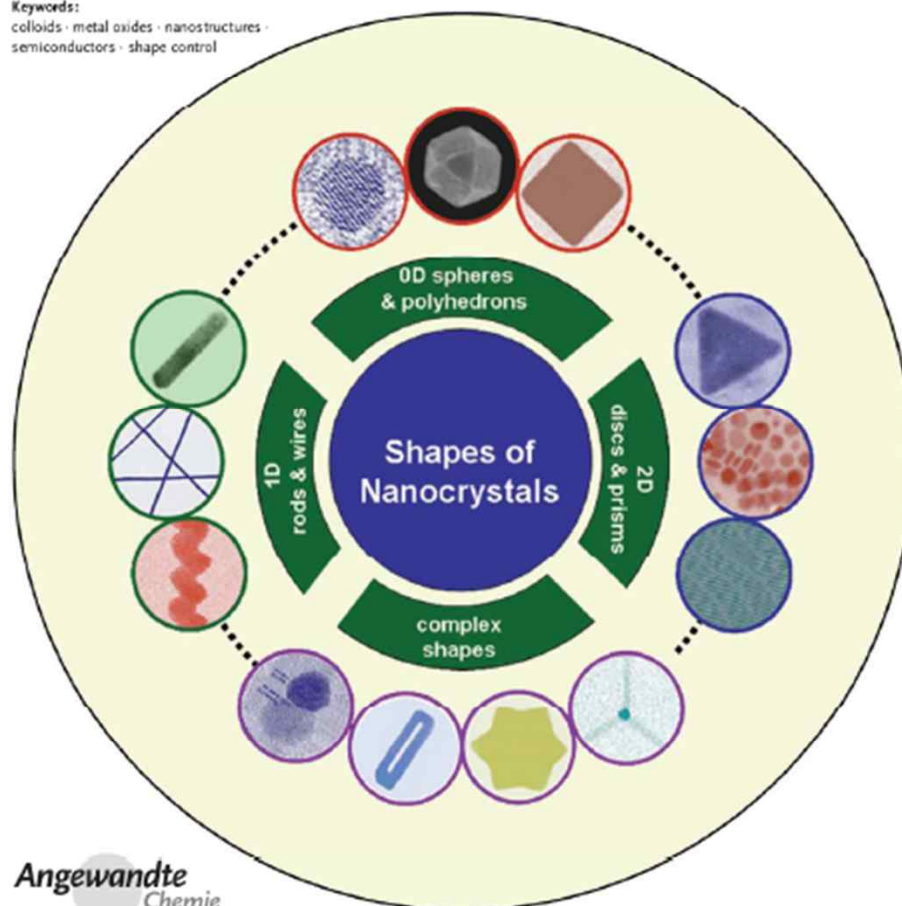 Keywords:
colloids · metal oxides · nanostructures ·
semiconductors · shape control
0D spheres
& polyhedrons
1D
rods & wires
Shapes of
Nanocrystals
2D
discs & prisms
complex
shapes
Angewandte
Chemie